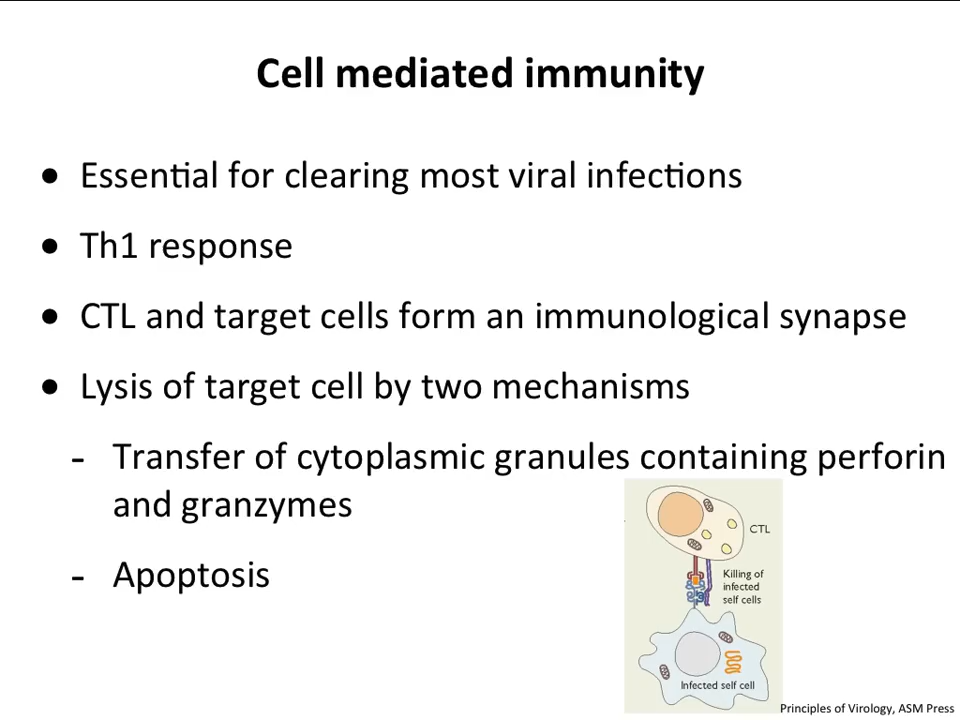 Cell mediated immunity
• Essential for clearing most viral infections
• Th1 response
• CTL and target cells form an immunological synapse
• Lysis of target cell by two mechanisms
- Transfer of cytoplasmic granules containing perforin
and granzymes
- Apoptosis
CTL
Killing of
infected
self cells
Infected self cell
Principles of Virology, ASM Press